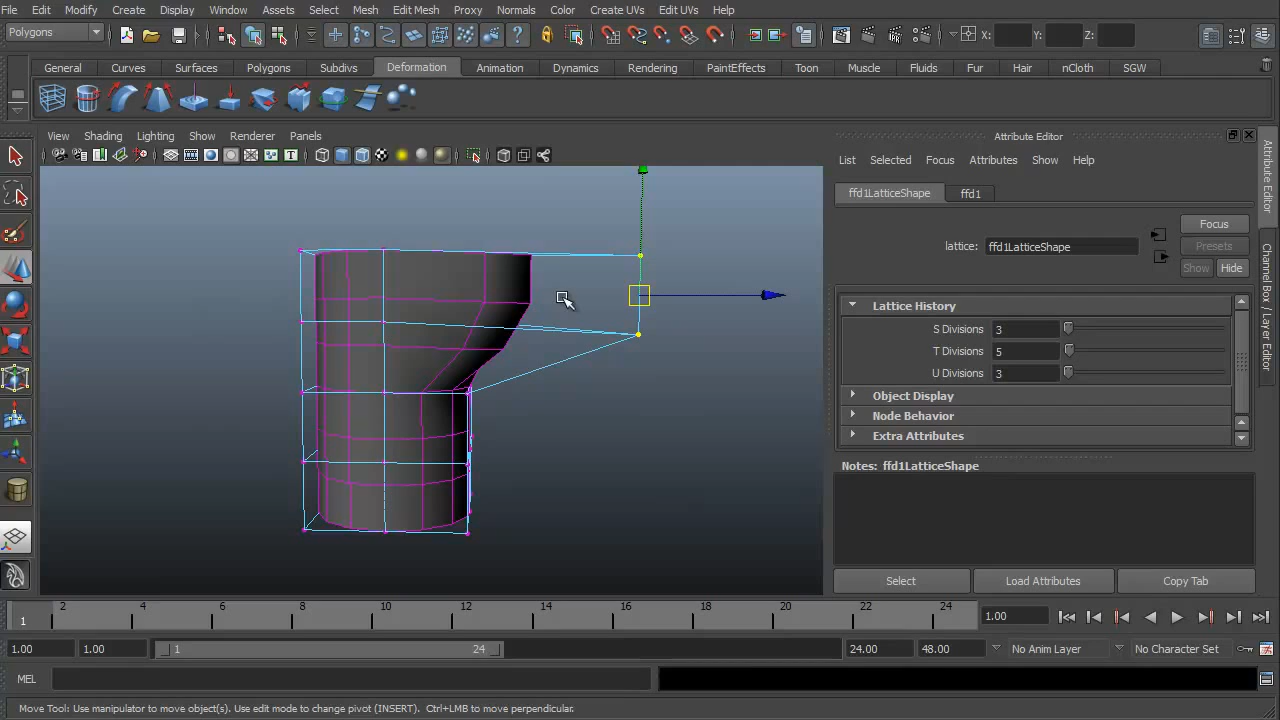 File Edit Modify Create Display Window Assets Select Mesh Edit Mesh Proxy Normals Color Create UVs Edit UVs Help
Polygons X: Y: Z:
General Curves Surfaces Polygons Subdivs Deformation Animation Dynamics Rendering PaintEffects Toon Muscle Fluids Fur Hair nCloth SGW
View Shading Lighting Show Renderer Panels
Attribute Editor
List Selected Focus Attributes Show Help
ffd1LatticeShape ffd1
Focus
lattice: ffd1LatticeShape
Presets
Show Hide
Lattice History
S Divisions 3
T Divisions 5
U Divisions 3
Object Display
Node Behavior
Extra Attributes
Notes: ffd1LatticeShape
Select Load Attributes Copy Tab
Attribute Editor
Channel Box / Layer Editor
1 2 4 6 8 10 12 14 16 18 20 22 24 1.00
1.00 1.00 1 24 24.00 48.00 No Anim Layer No Character Set
MEL
Move Tool: Use manipulator to move object(s). Use edit mode to change pivot (INSERT). Ctrl+LMB to move perpendicular.